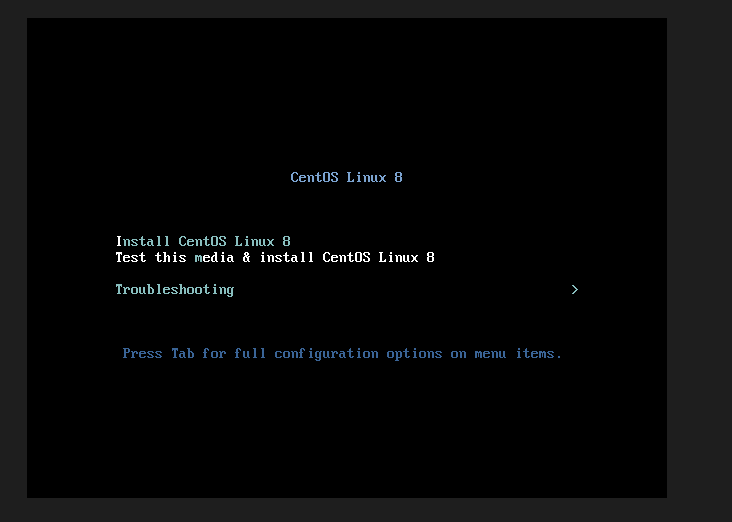 CentOS Linux 8
Install CentOS Linux 8
Test this media & install CentOS Linux 8
Troubleshooting >
Press Tab for full configuration options on menu items.